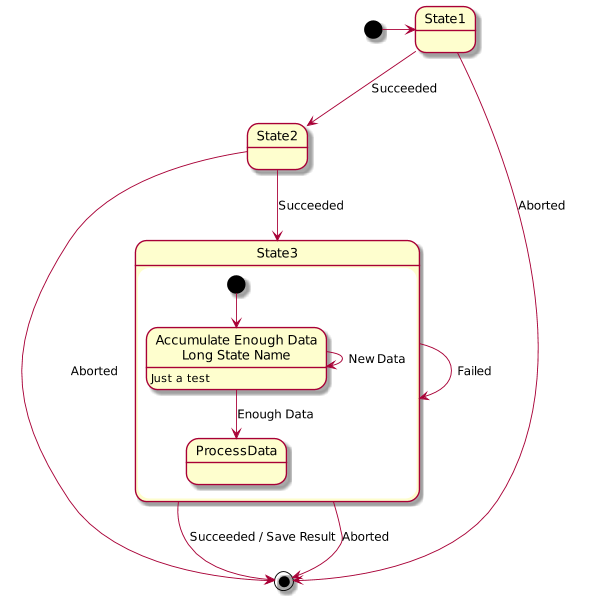 State1
Succeeded
State2
Succeeded
Aborted
State3
Accumulate Enough Data
Long State Name
Just a test
New Data
Failed
Aborted
Enough Data
ProcessData
Succeeded / Save Result
Aborted